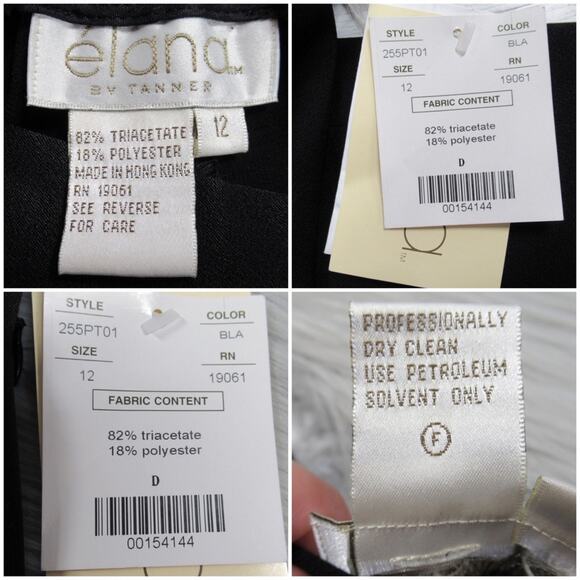 élana™
BY TANNER
12
82% TRIACETATE
18% POLYESTER
MADE IN HONG KONG
RN 19061
SEE REVERSE
FOR CARE
STYLE
COLOR
255PT01
BLA
SIZE
RN
12
19061
FABRIC CONTENT
82% triacetate
18% polyester
D
00154144
TM
STYLE
COLOR
255PT01
BLA
SIZE
RN
12
19061
FABRIC CONTENT
82% triacetate
18% polyester
D
00154144
PROFESSIONALLY
DRY CLEAN
USE PETROLEUM
SOLVENT ONLY
F